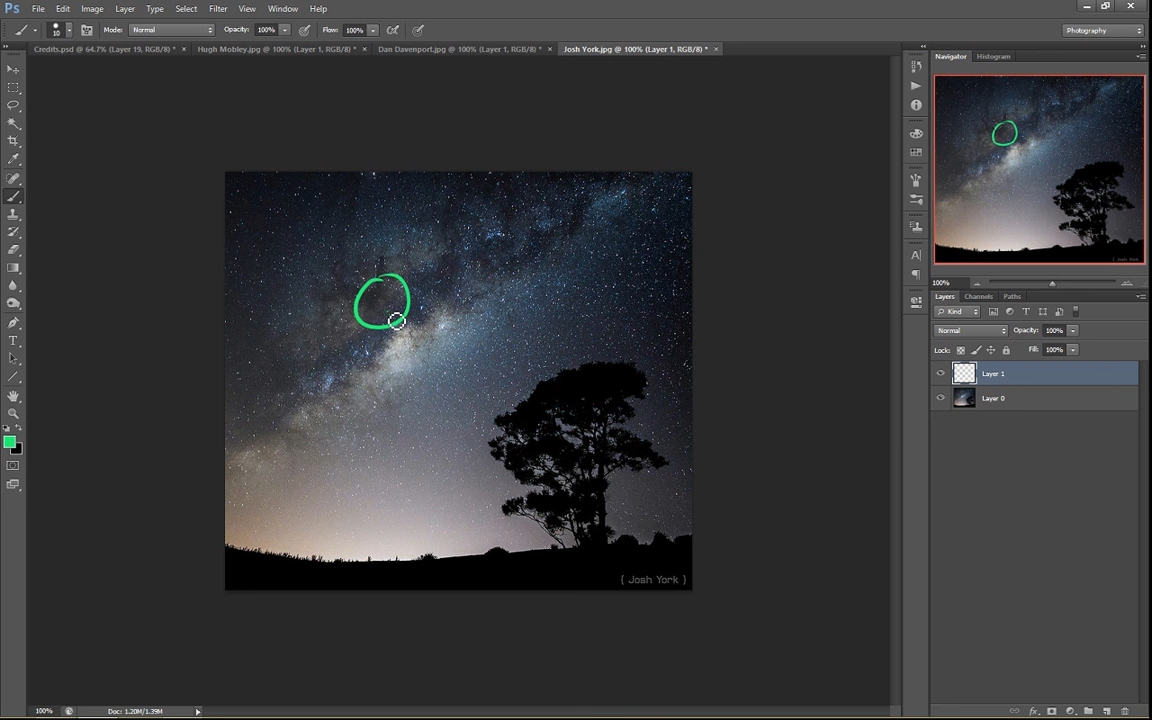 Ps File Edit Image Layer Type Select Filter View Window Help
10 Mode: Normal Opacity: 100% Flow: 100% Photography
Credits.psd @ 64.7% (Layer 19, RGB/8) * × Hugh Mobley.jpg @ 100% (Layer 1, RGB/8) * × Dan Davenport.jpg @ 100% (Layer 1, RGB/8) * × Josh York.jpg @ 100% (Layer 1, RGB/8) * ×
Navigator Histogram
100%
Layers Channels Paths
Kind
Normal Opacity: 100%
Lock: Fill: 100%
Layer 1
Layer 0
{ Josh York }
100% Doc: 1.20M/1.39M